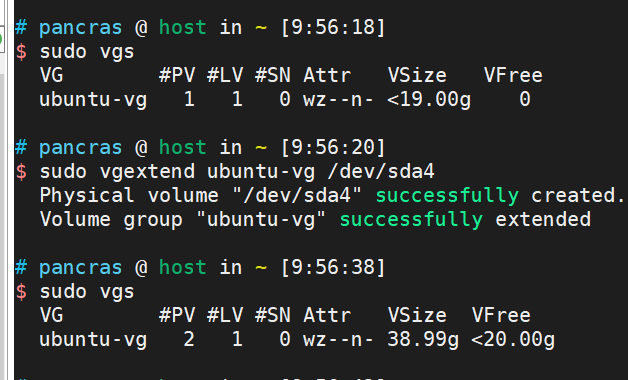 # pancras @ host in ~ [9:56:18]
$ sudo vgs
  VG        #PV #LV #SN Attr   VSize   VFree
  ubuntu-vg   1   1   0 wz--n- <19.00g    0
# pancras @ host in ~ [9:56:20]
$ sudo vgextend ubuntu-vg /dev/sda4
  Physical volume "/dev/sda4" successfully created.
  Volume group "ubuntu-vg" successfully extended
# pancras @ host in ~ [9:56:38]
$ sudo vgs
  VG        #PV #LV #SN Attr   VSize  VFree
  ubuntu-vg   2   1   0 wz--n- 38.99g <20.00g